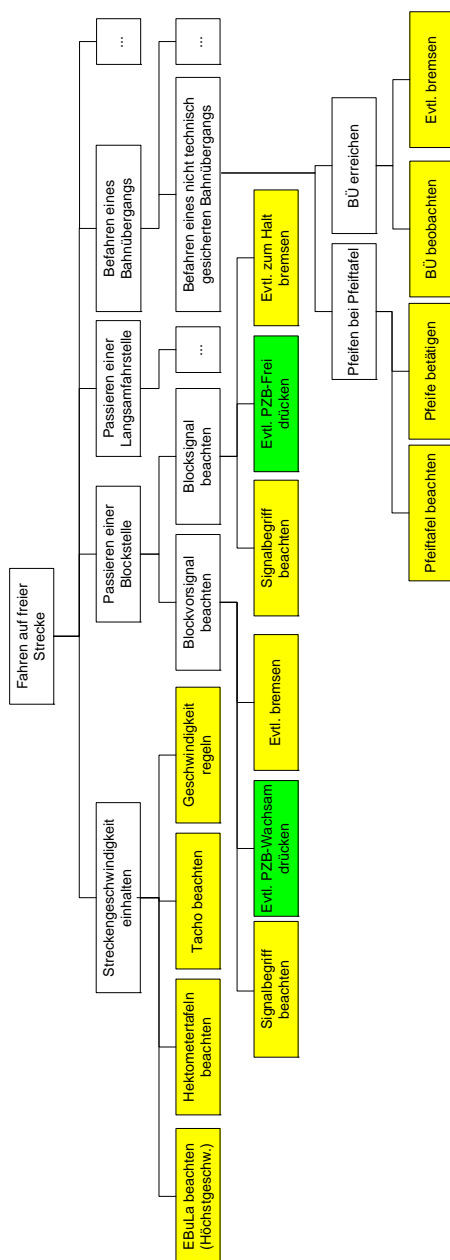 Fahren auf freier
Strecke
Streckengeschwindigkeit
einhalten
Passieren einer
Blockstelle
Passieren einer
Langsamfahrstelle
Befahren eines
Bahnübergangs
...
EBuLa beachten
(Höchstgeschw.)
Hektometertafeln
beachten
Tacho beachten
Geschwindigkeit
regeln
Blockvorsignal
beachten
Blocksignal
beachten
...
Befahren eines nicht technisch
gesicherten Bahnübergangs
...
Signalbegriff
beachten
Evtl. PZB-Wachsam
drücken
Evtl. bremsen
Signalbegriff
beachten
Evtl. PZB-Frei
drücken
Evtl. zum Halt
bremsen
Pfeifen bei Pfeiftafel
BÜ erreichen
Pfeiftafel beachten
Pfeife betätigen
BÜ beobachten
Evtl. bremsen